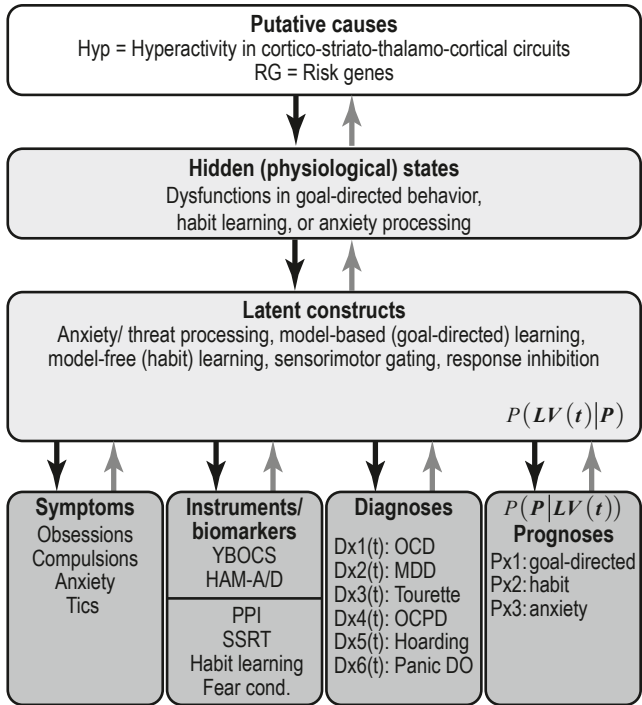 Putative causes
Hyp = Hyperactivity in cortico-striato-thalamo-cortical circuits
RG = Risk genes
Hidden (physiological) states
Dysfunctions in goal-directed behavior,
habit learning, or anxiety processing
Latent constructs
Anxiety/ threat processing, model-based (goal-directed) learning,
model-free (habit) learning, sensorimotor gating, response inhibition
P(LV(t)|P)
Symptoms
Obsessions
Compulsions
Anxiety
Tics
Instruments/
biomarkers
YBOCS
HAM-A/D
PPI
SSRT
Habit learning
Fear cond.
Diagnoses
Dx1(t): OCD
Dx2(t): MDD
Dx3(t): Tourette
Dx4(t): OCPD
Dx5(t): Hoarding
Dx6(t): Panic DO
P(P|LV(t))
Prognoses
Px1: goal-directed
Px2: habit
Px3: anxiety